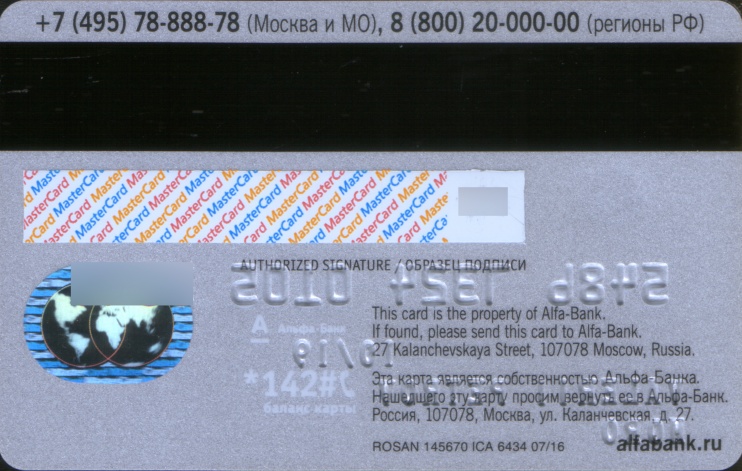 +7 (495) 78-888-78 (Москва и МО), 8 (800) 20-000-00 (регионы РФ)
MasterCard MasterCard MasterCard MasterCard
AUTHORIZED SIGNATURE / ОБРАЗЕЦ ПОДПИСИ
This card is the property of Alfa-Bank.
If found, please send this card to Alfa-Bank.
27 Kalanchevskaya Street, 107078 Moscow, Russia.
А Альфа·Банк
*142#
баланс карты
Эта карта является собственностью Альфа-Банка.
Нашедшего эту карту просим вернуть ее в Альфа-Банк.
Россия, 107078, Москва, ул. Каланчевская, д. 27.
ROSAN 145670 ICA 6434 07/16
alfabank.ru